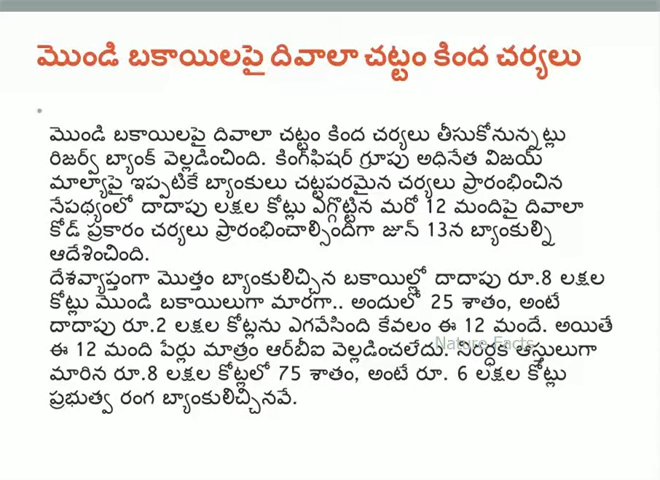 మొండి బకాయిలపై దివాలా చట్టం కింద చర్యలు
మొండి బకాయిలపై దివాలా చట్టం కింద చర్యలు తీసుకోనున్నట్లు
రిజర్వ్ బ్యాంక్ వెల్లడించింది. కింగ్‌ఫిషర్ గ్రూపు అధినేత విజయ్
మాల్యాపై ఇప్పటికే బ్యాంకులు చట్టపరమైన చర్యలు ప్రారంభించిన
నేపథ్యంలో దాదాపు లక్షల కోట్లు ఎగ్గొట్టిన మరో 12 మందిపై దివాలా
కోడ్ ప్రకారం చర్యలు ప్రారంభించాల్సిందిగా జూన్ 13న బ్యాంకుల్ని
ఆదేశించింది.
దేశవ్యాప్తంగా మొత్తం బ్యాంకులిచ్చిన బకాయిల్లో దాదాపు రూ.8 లక్షల
కోట్లు మొండి బకాయిలుగా మారగా.. అందులో 25 శాతం, అంటే
దాదాపు రూ.2 లక్షల కోట్లను ఎగవేసింది కేవలం ఈ 12 మందే. అయితే
ఈ 12 మంది పేర్లు మాత్రం ఆర్‌బీఐ వెల్లడించలేదు. నిరర్ధక ఆస్తులుగా
Nature Facts
మారిన రూ.8 లక్షల కోట్లలో 75 శాతం, అంటే రూ. 6 లక్షల కోట్లు
ప్రభుత్వ రంగ బ్యాంకులిచ్చినవే.